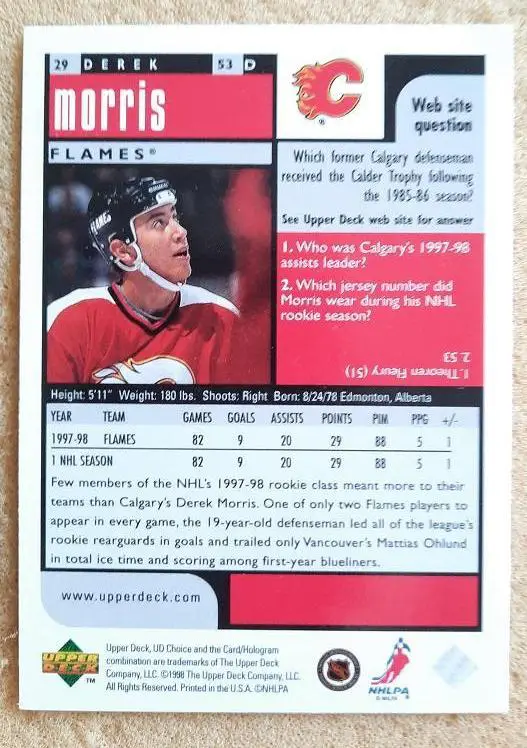 29 DEREK 53 D
morris
FLAMES®
C
®
Web site
question
Which former Calgary defenseman
received the Calder Trophy following
the 1985-86 season?
See Upper Deck web site for answer
1. Who was Calgary's 1997-98
assists leader?
2. Which jersey number did
Morris wear during his NHL
rookie season?
1. Theoren Fleury (51)
2. 53
FLAMES
Height: 5'11" Weight: 180 lbs. Shoots: Right Born: 8/24/78 Edmonton, Alberta
YEAR TEAM GAMES GOALS ASSISTS POINTS PIM PPG +/-
1997-98 FLAMES 82 9 20 29 88 5 1
1 NHL SEASON 82 9 20 29 88 5 1
Few members of the NHL's 1997-98 rookie class meant more to their
teams than Calgary's Derek Morris. One of only two Flames players to
appear in every game, the 19-year-old defenseman led all of the league's
rookie rearguards in goals and trailed only Vancouver's Mattias Ohlund
in total ice time and scoring among first-year blueliners.
www.upperdeck.com
UPPER
DECK
™
Upper Deck, UD Choice and the Card/Hologram
combination are trademarks of The Upper Deck
Company, LLC. ©1998 The Upper Deck Company, LLC.
All Rights Reserved. Printed in the U.S.A. ©NHLPA
NHLPA